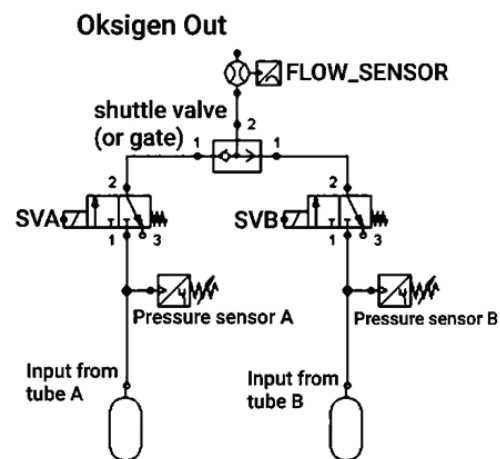 Oksigen Out
FLOW_SENSOR
shuttle valve
(or gate)
2
1
1
2
2
SVA
SVB
1
3
1
3
Pressure sensor A
Pressure sensor B
Input from
tube A
Input from
tube B